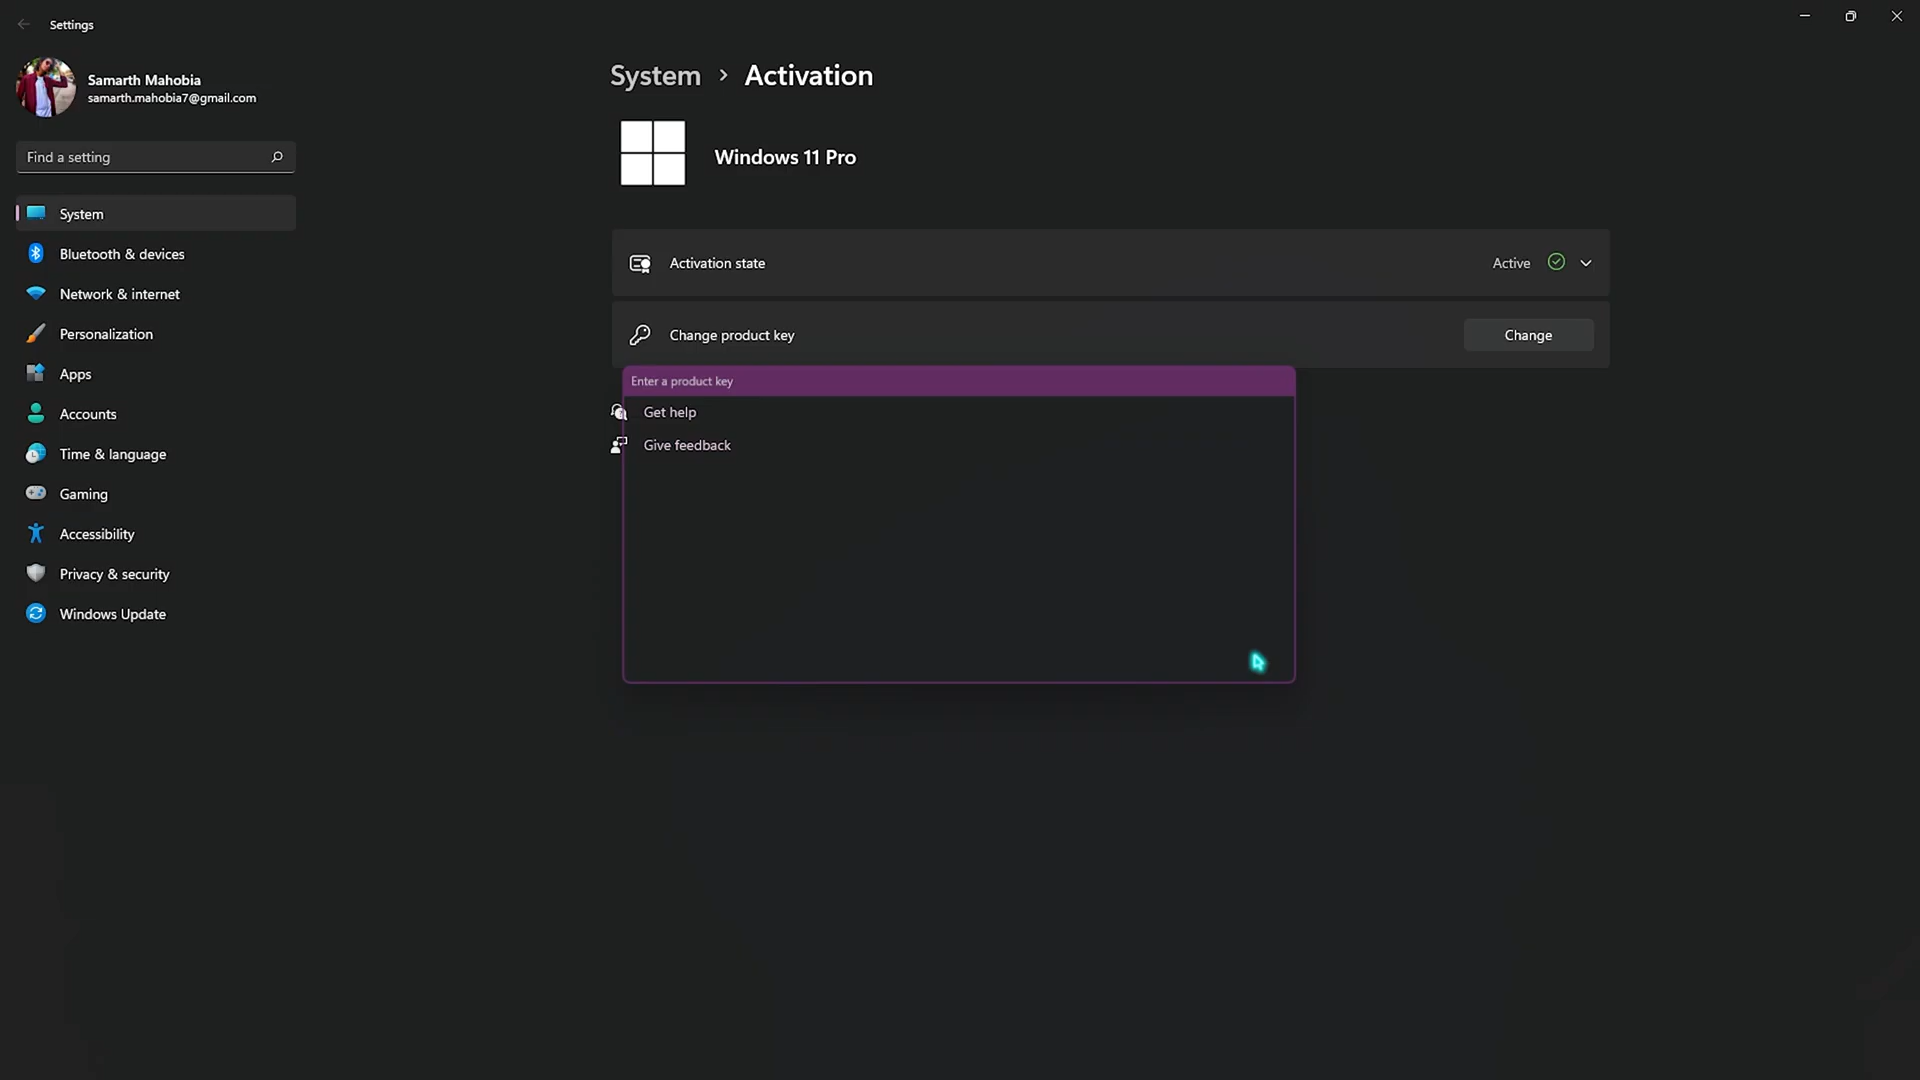 Settings
Samarth Mahobia
samarth.mahobia7@gmail.com
Find a setting
System
Bluetooth & devices
Network & internet
Personalization
Apps
Accounts
Time & language
Gaming
Accessibility
Privacy & security
Windows Update
System > Activation
Windows 11 Pro
Activation state Active
Change product key Change
Enter a product key
Get help
Give feedback